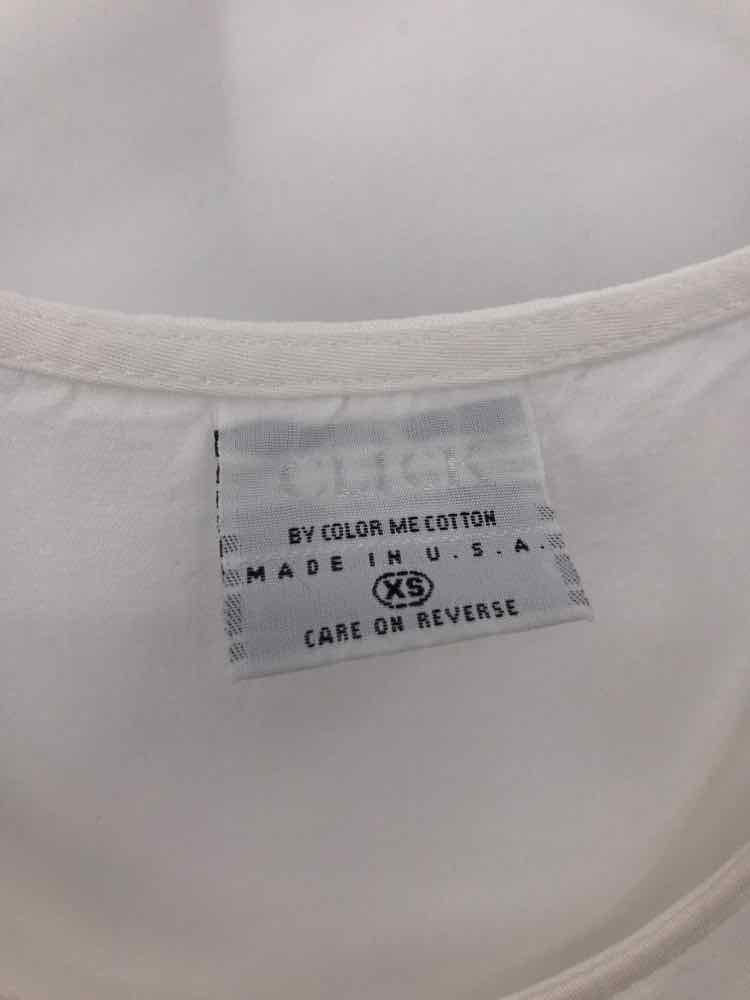 CLICK
BY COLOR ME COTTON
MADE IN U.S.A.
XS
CARE ON REVERSE